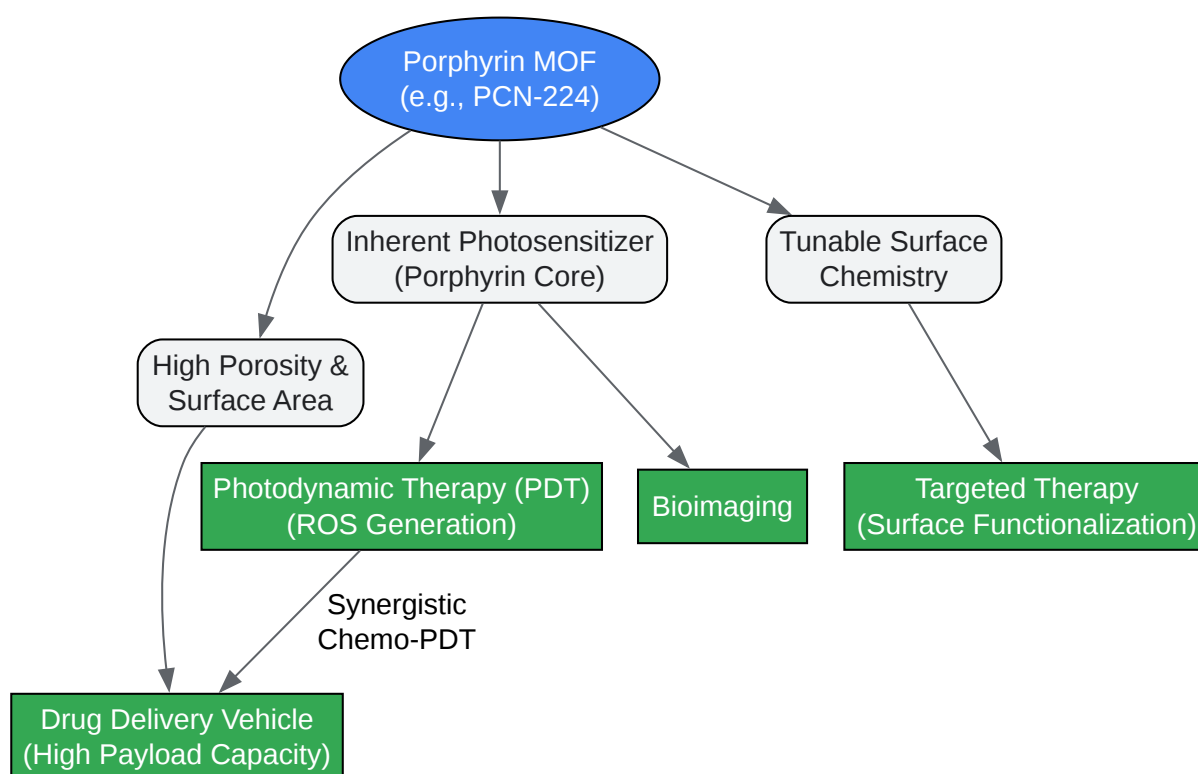 Porphyrin MOF
(e.g., PCN-224)
Inherent Photosensitizer
(Porphyrin Core)
Tunable Surface
Chemistry
High Porosity &
Surface Area
Photodynamic Therapy (PDT)
(ROS Generation)
Bioimaging
Targeted Therapy
(Surface Functionalization)
Synergistic
Chemo-PDT
Drug Delivery Vehicle
(High Payload Capacity)